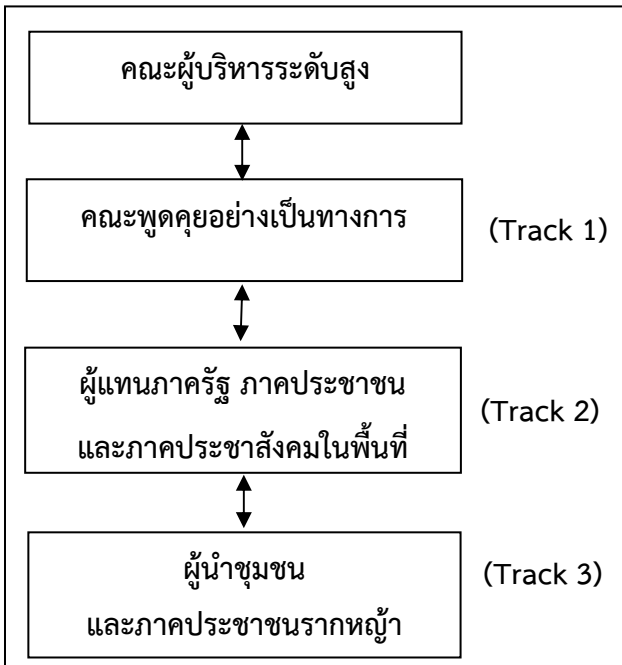 คณะผู้บริหารระดับสูง
คณะพูดคุยอย่างเป็นทางการ
(Track 1)
ผู้แทนภาครัฐ ภาคประชาชน
และภาคประชาสังคมในพื้นที่
(Track 2)
ผู้นำชุมชน
และภาคประชาชนรากหญ้า
(Track 3)